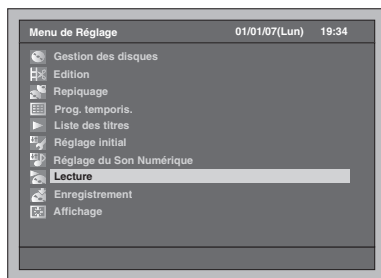 Menu de Réglage 01/01/07(Lun) 19:34
Gestion des disques
Edition
Repiquage
Prog. temporis.
Liste des titres
Réglage initial
Réglage du Son Numérique
Lecture
Enregistrement
Affichage